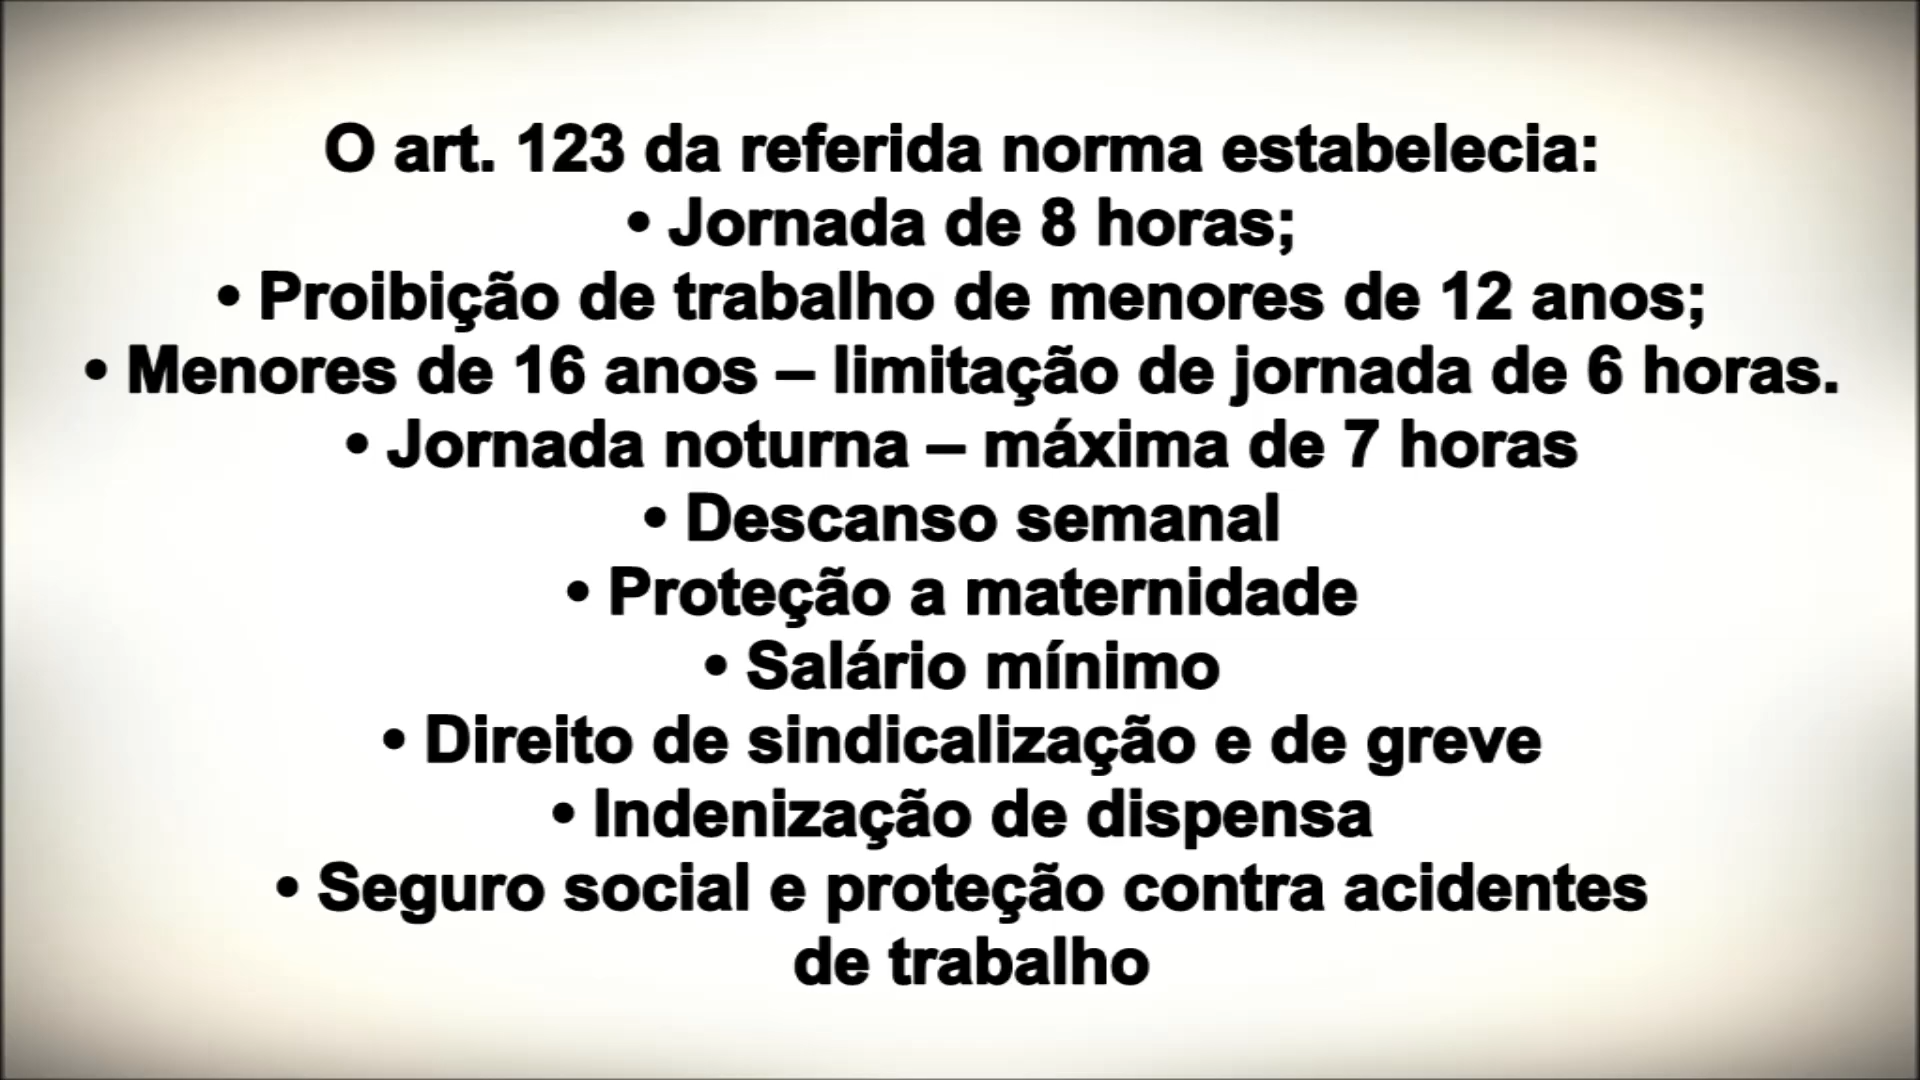 O art. 123 da referida norma estabelecia:
• Jornada de 8 horas;
• Proibição de trabalho de menores de 12 anos;
• Menores de 16 anos – limitação de jornada de 6 horas.
• Jornada noturna – máxima de 7 horas
• Descanso semanal
• Proteção a maternidade
• Salário mínimo
• Direito de sindicalização e de greve
• Indenização de dispensa
• Seguro social e proteção contra acidentes
de trabalho